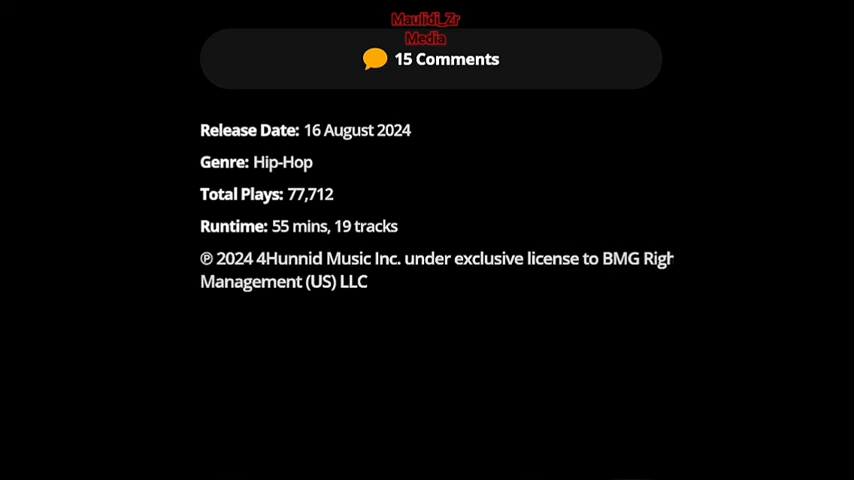 Maulidi_Zr
Media
15 Comments
Release Date: 16 August 2024
Genre: Hip-Hop
Total Plays: 77,712
Runtime: 55 mins, 19 tracks
℗ 2024 4Hunnid Music Inc. under exclusive license to BMG Righ
Management (US) LLC